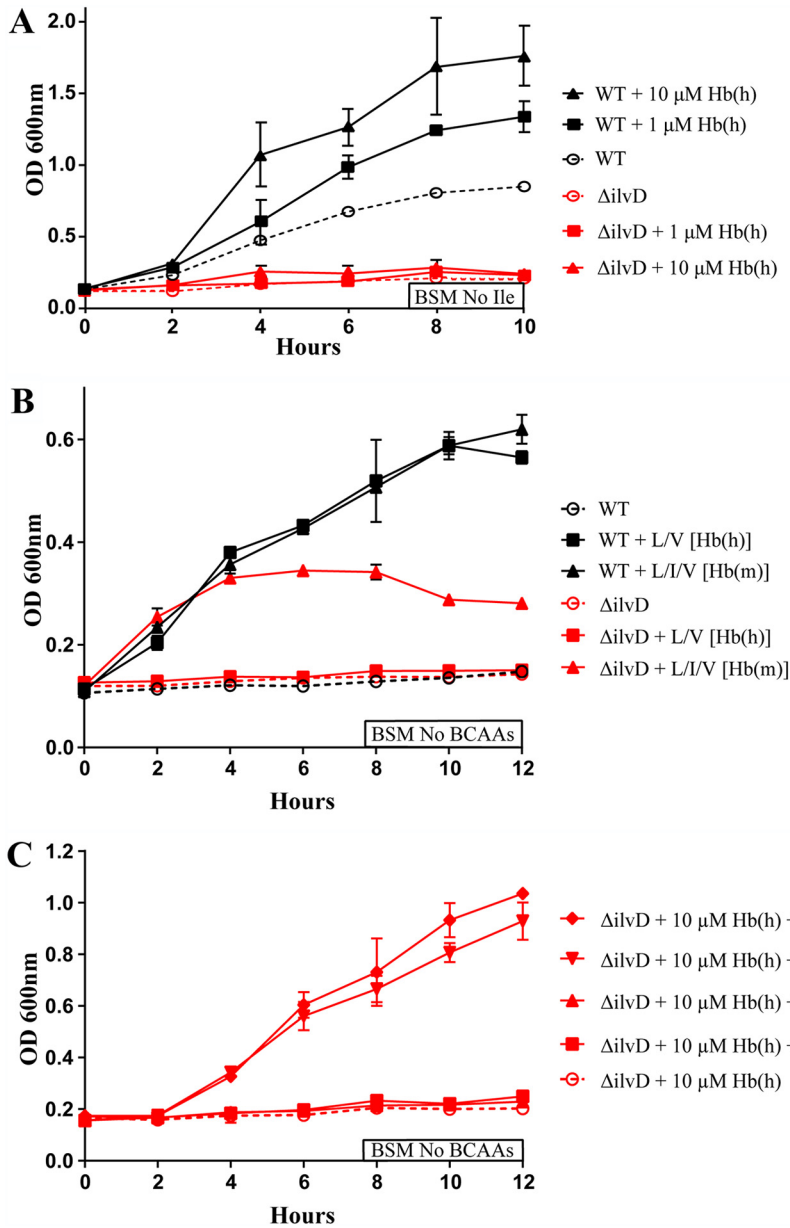 A
2.0
1.5
1.0
0.5
0.0
OD 600nm
0 2 4 6 8 10
Hours
BSM No Ile
WT + 10 µM Hb(h)
WT + 1 µM Hb(h)
WT
ΔilvD
ΔilvD + 1 µM Hb(h)
ΔilvD + 10 µM Hb(h)
B
0.6
0.4
0.2
0.0
OD 600nm
0 2 4 6 8 10 12
Hours
BSM No BCAAs
WT
WT + L/V [Hb(h)]
WT + L/I/V [Hb(m)]
ΔilvD
ΔilvD + L/V [Hb(h)]
ΔilvD + L/I/V [Hb(m)]
C
1.2
1.0
0.8
0.6
0.4
0.2
0.0
OD 600nm
0 2 4 6 8 10 12
Hours
BSM No BCAAs
ΔilvD + 10 µM Hb(h) -
ΔilvD + 10 µM Hb(h)
ΔilvD + 10 µM Hb(h) -
ΔilvD + 10 µM Hb(h) -
ΔilvD + 10 µM Hb(h)